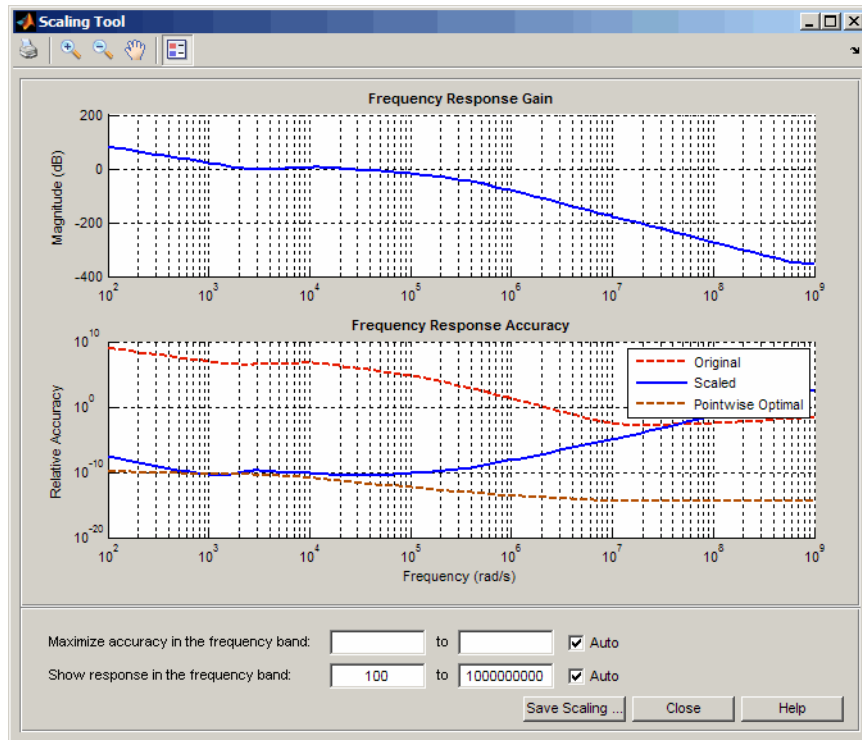 Scaling Tool
Frequency Response Gain
Magnitude (dB)
200
0
-200
-400
10^2 10^3 10^4 10^5 10^6 10^7 10^8 10^9
Frequency Response Accuracy
Relative Accuracy
10^10
10^0
10^-10
10^-20
Original
Scaled
Pointwise Optimal
10^2 10^3 10^4 10^5 10^6 10^7 10^8 10^9
Frequency (rad/s)
Maximize accuracy in the frequency band: to Auto
Show response in the frequency band: 100 to 1000000000 Auto
Save Scaling ... Close Help